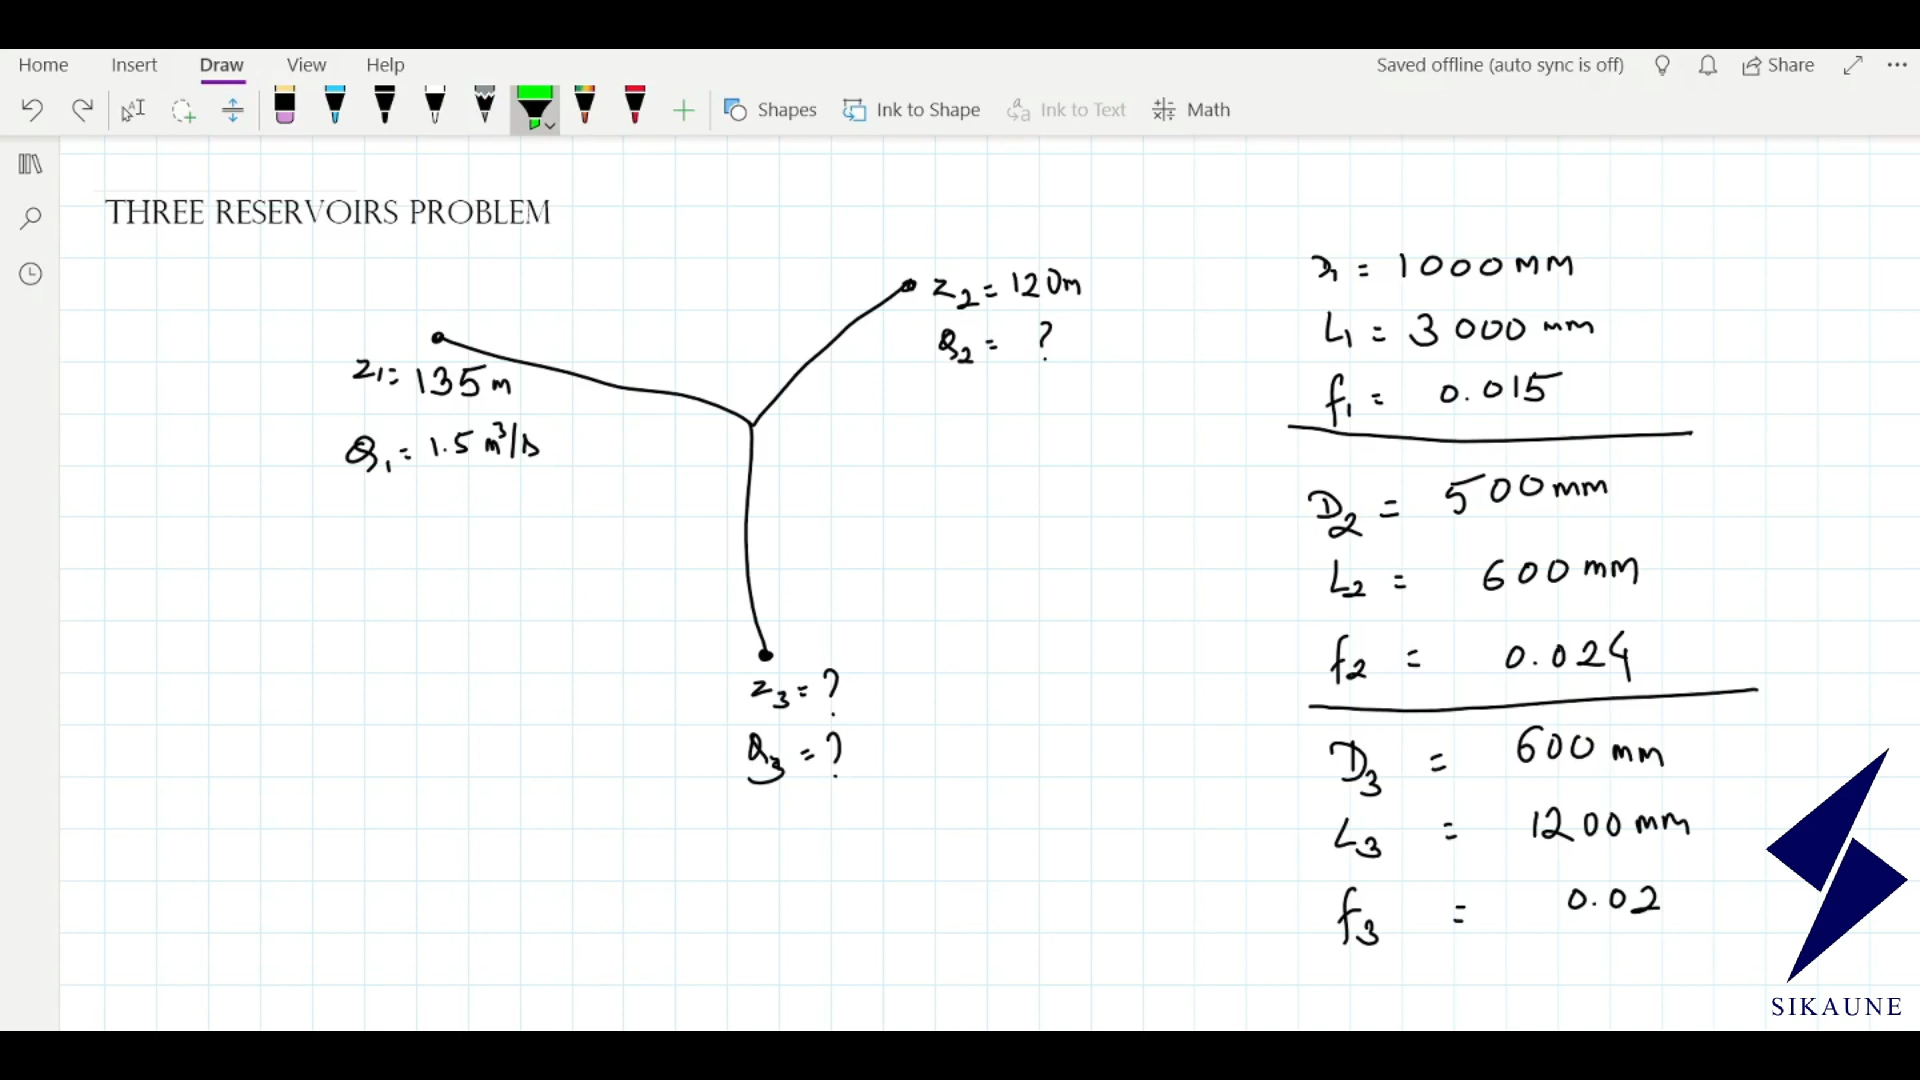 Home Insert Draw View Help Saved offline (auto sync is off) Share
Shapes Ink to Shape Ink to Text Math
THREE RESERVOIRS PROBLEM
Z1 = 135 m
Q1 = 1.5 m³/s
Z2 = 120m
Q2 = ?
Z3 = ?
Q3 = ?
D1 = 1000 mm
L1 = 3000 mm
f1 = 0.015
D2 = 500 mm
L2 = 600 mm
f2 = 0.024
D3 = 600 mm
L3 = 1200 mm
f3 = 0.02
SIKAUNE